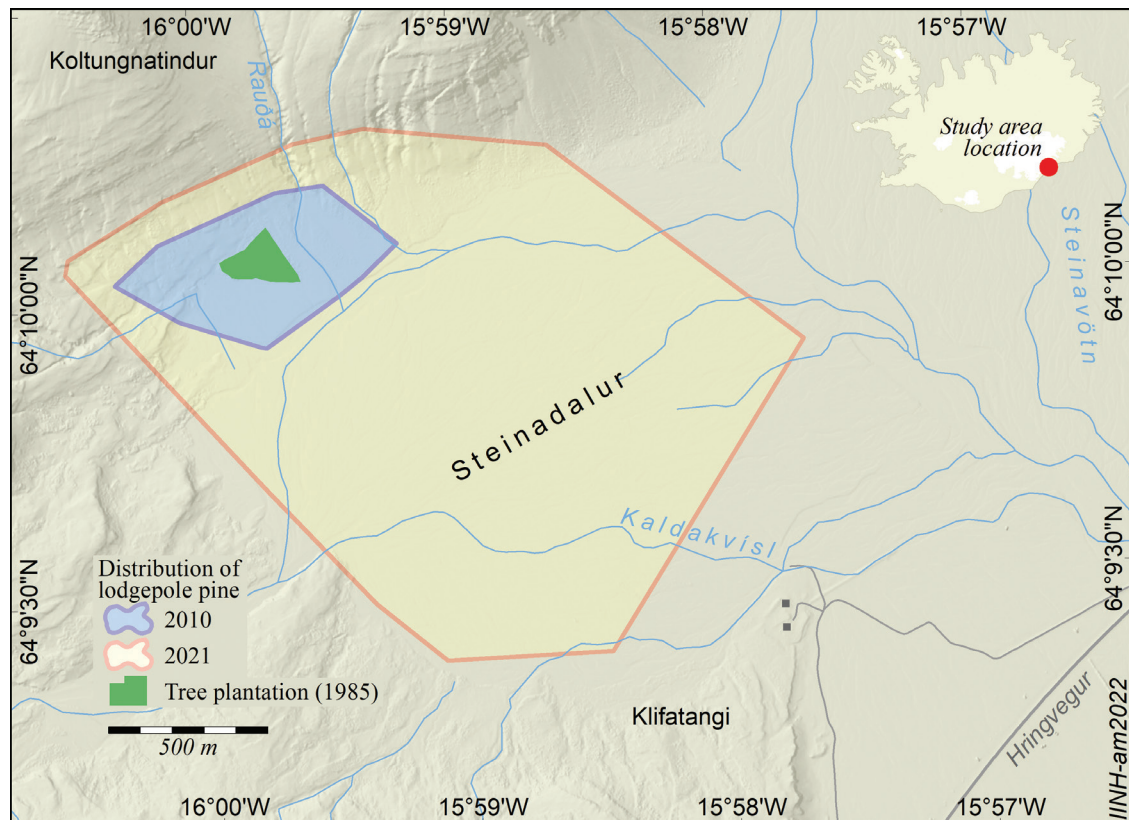 16°00'W
15°59'W
15°58'W
15°57'W
Koltungnatindur
Rauðá
Study area
location
Steinavötn
64°10'00"N
64°10'00"N
Steinadalur
Kaldakvísl
64°9'30"N
64°9'30"N
Distribution of
lodgepole pine
2010
2021
Tree plantation (1985)
500 m
Klifatangi
Hringvegur
IINH-am2022
16°00'W
15°59'W
15°58'W
15°57'W